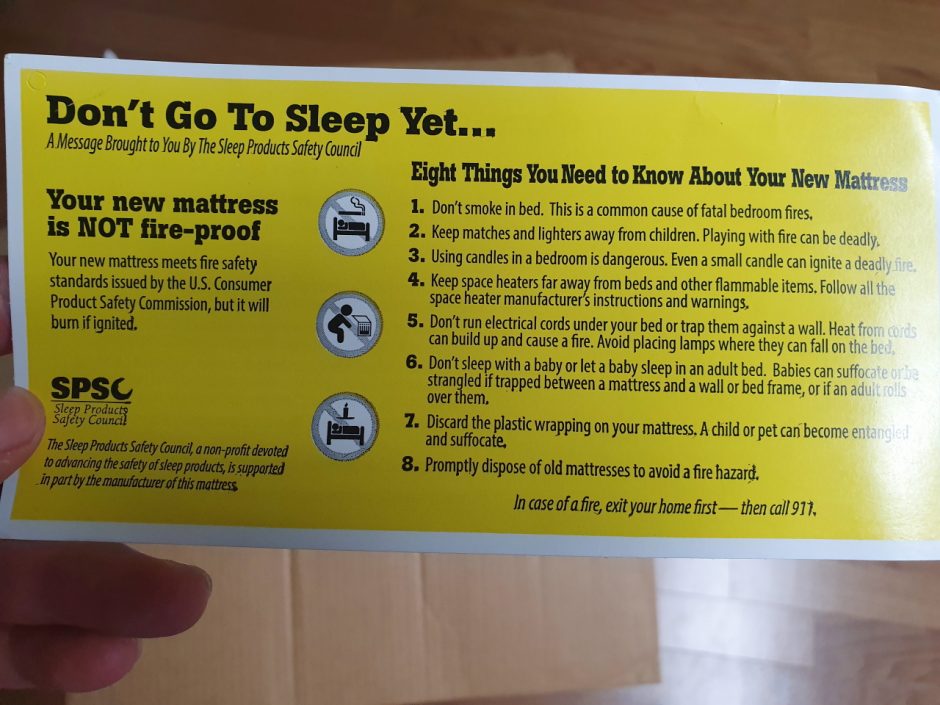 Don't Go To Sleep Yet...
A Message Brought to You By The Sleep Products Safety Council
Your new mattress
is NOT fire-proof
Your new mattress meets fire safety
standards issued by the U.S. Consumer
Product Safety Commission, but it will
burn if ignited.
SPSC
Sleep Products
Safety Council
The Sleep Products Safety Council, a non-profit devoted
to advancing the safety of sleep products, is supported
in part by the manufacturer of this mattress.
Eight Things You Need to Know About Your New Mattress
1. Don't smoke in bed. This is a common cause of fatal bedroom fires.
2. Keep matches and lighters away from children. Playing with fire can be deadly.
3. Using candles in a bedroom is dangerous. Even a small candle can ignite a deadly fire.
4. Keep space heaters far away from beds and other flammable items. Follow all the
space heater manufacturer's instructions and warnings.
5. Don't run electrical cords under your bed or trap them against a wall. Heat from cords
can build up and cause a fire. Avoid placing lamps where they can fall on the bed.
6. Don't sleep with a baby or let a baby sleep in an adult bed. Babies can suffocate or be
strangled if trapped between a mattress and a wall or bed frame, or if an adult rolls
over them.
7. Discard the plastic wrapping on your mattress. A child or pet can become entangled
and suffocate.
8. Promptly dispose of old mattresses to avoid a fire hazard.
In case of a fire, exit your home first — then call 911.